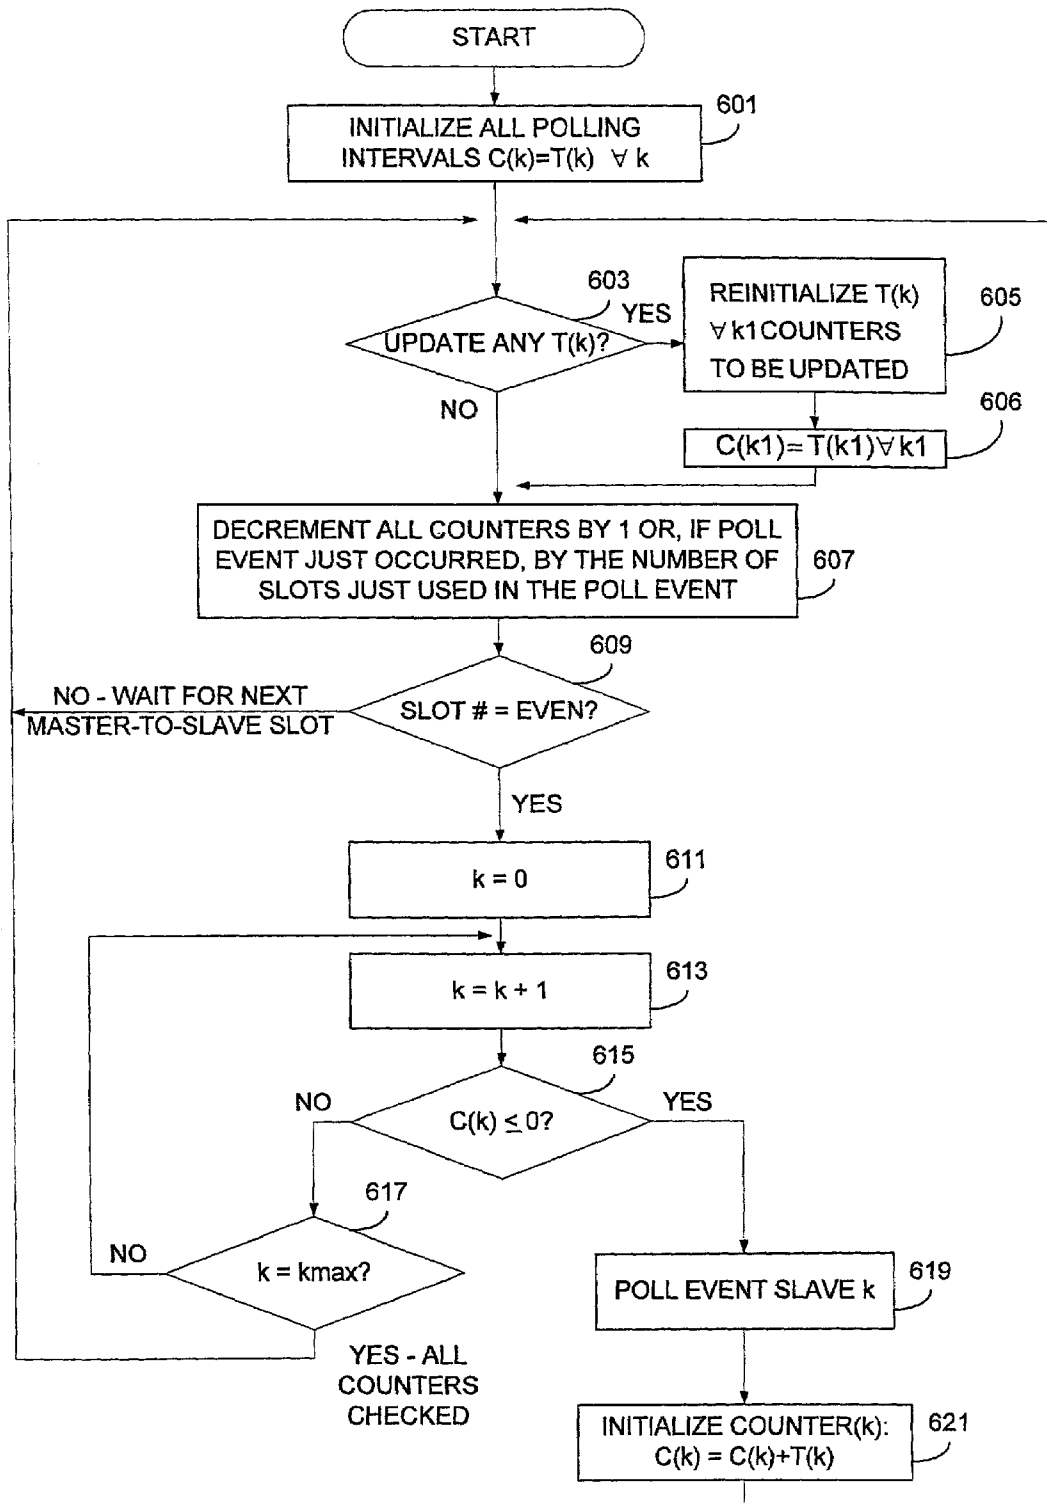 START
601
INITIALIZE ALL POLLING
INTERVALS C(k)=T(k) ∀ k
603
UPDATE ANY T(k)?
YES
NO
REINITIALIZE T(k)
∀ k1 COUNTERS
TO BE UPDATED
605
606
C(k1)=T(k1)∀ k1
DECREMENT ALL COUNTERS BY 1 OR, IF POLL
EVENT JUST OCCURRED, BY THE NUMBER OF
SLOTS JUST USED IN THE POLL EVENT
607
609
SLOT # = EVEN?
NO - WAIT FOR NEXT
MASTER-TO-SLAVE SLOT
YES
k = 0
611
k = k + 1
613
615
C(k) ≤ 0?
NO
YES
617
k = kmax?
NO
YES - ALL
COUNTERS
CHECKED
POLL EVENT SLAVE k
619
INITIALIZE COUNTER(k):
C(k) = C(k)+T(k)
621